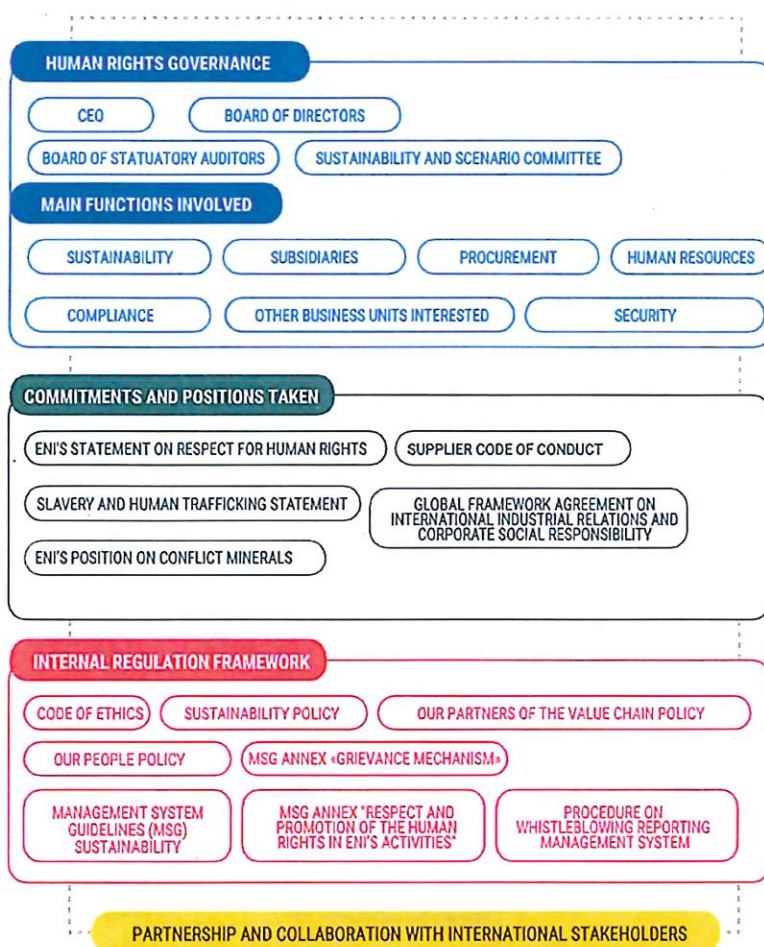 HUMAN RIGHTS GOVERNANCE
CEO
BOARD OF DIRECTORS
BOARD OF STATUATORY AUDITORS
SUSTAINABILITY AND SCENARIO COMMITTEE
MAIN FUNCTIONS INVOLVED
SUSTAINABILITY
SUBSIDIARIES
PROCUREMENT
HUMAN RESOURCES
COMPLIANCE
OTHER BUSINESS UNITS INTERESTED
SECURITY
COMMITMENTS AND POSITIONS TAKEN
ENI'S STATEMENT ON RESPECT FOR HUMAN RIGHTS
SUPPLIER CODE OF CONDUCT
SLAVERY AND HUMAN TRAFFICKING STATEMENT
GLOBAL FRAMEWORK AGREEMENT ON
INTERNATIONAL INDUSTRIAL RELATIONS AND
CORPORATE SOCIAL RESPONSIBILITY
ENI'S POSITION ON CONFLICT MINERALS
INTERNAL REGULATION FRAMEWORK
CODE OF ETHICS
SUSTAINABILITY POLICY
OUR PARTNERS OF THE VALUE CHAIN POLICY
OUR PEOPLE POLICY
MSG ANNEX «GRIEVANCE MECHANISM»
MANAGEMENT SYSTEM
GUIDELINES (MSG)
SUSTAINABILITY
MSG ANNEX "RESPECT AND
PROMOTION OF THE HUMAN
RIGHTS IN ENI'S ACTIVITIES"
PROCEDURE ON
WHISTLEBLOWING REPORTING
MANAGEMENT SYSTEM
PARTNERSHIP AND COLLABORATION WITH INTERNATIONAL STAKEHOLDERS